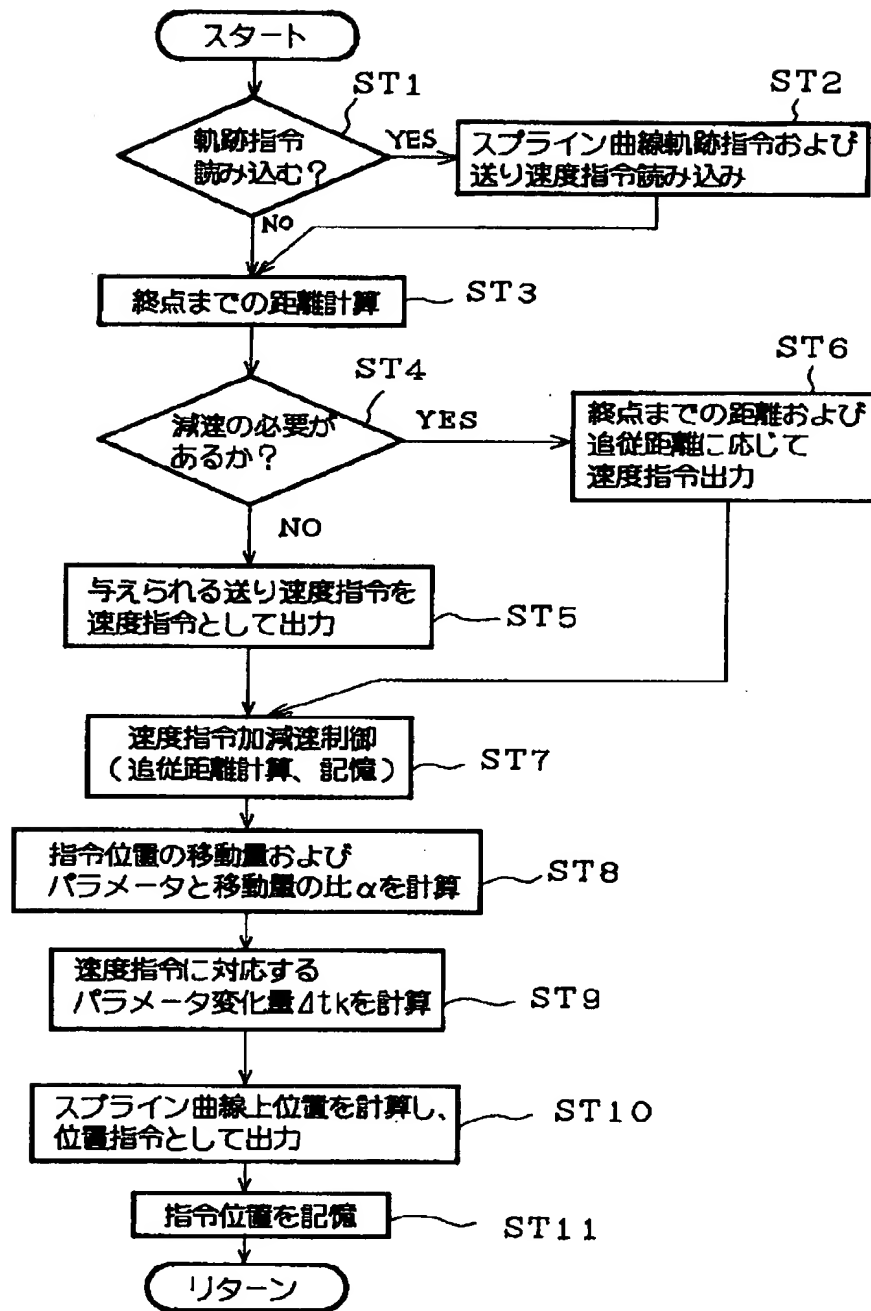 スタート
ST1
軌跡指令
読み込む?
YES
ST2
スプライン曲線軌跡指令および
送り速度指令読み込み
NO
終点までの距離計算
ST3
ST4
減速の必要が
あるか?
YES
ST6
終点までの距離および
追従距離に応じて
速度指令出力
NO
与えられる送り速度指令を
速度指令として出力
ST5
速度指令加減速制御
(追従距離計算、記憶)
ST7
指令位置の移動量および
パラメータと移動量の比αを計算
ST8
速度指令に対応する
パラメータ変化量Δtkを計算
ST9
スプライン曲線上位置を計算し、
位置指令として出力
ST10
指令位置を記憶
ST11
リターン